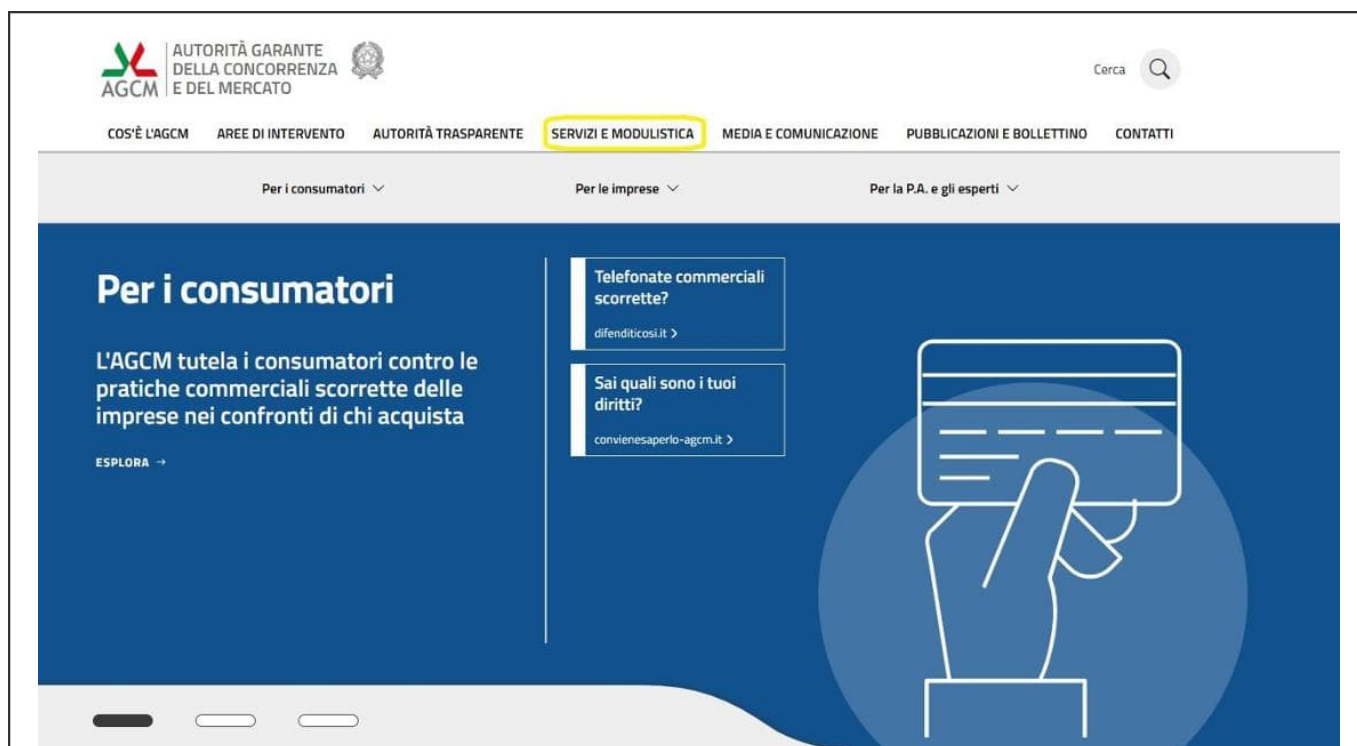 AUTORITÀ GARANTE
DELLA CONCORRENZA
E DEL MERCATO
AGCM
Cerca
COS'È L'AGCM AREE DI INTERVENTO AUTORITÀ TRASPARENTE SERVIZI E MODULISTICA MEDIA E COMUNICAZIONE PUBBLICAZIONI E BOLLETTINO CONTATTI
Per i consumatori Per le imprese Per la P.A. e gli esperti
Per i consumatori
L'AGCM tutela i consumatori contro le
pratiche commerciali scorrette delle
imprese nei confronti di chi acquista
ESPLORA →
Telefonate commerciali
scorrette?
difenditicosi.it >
Sai quali sono i tuoi
diritti?
convienesaperlo-agcm.it >